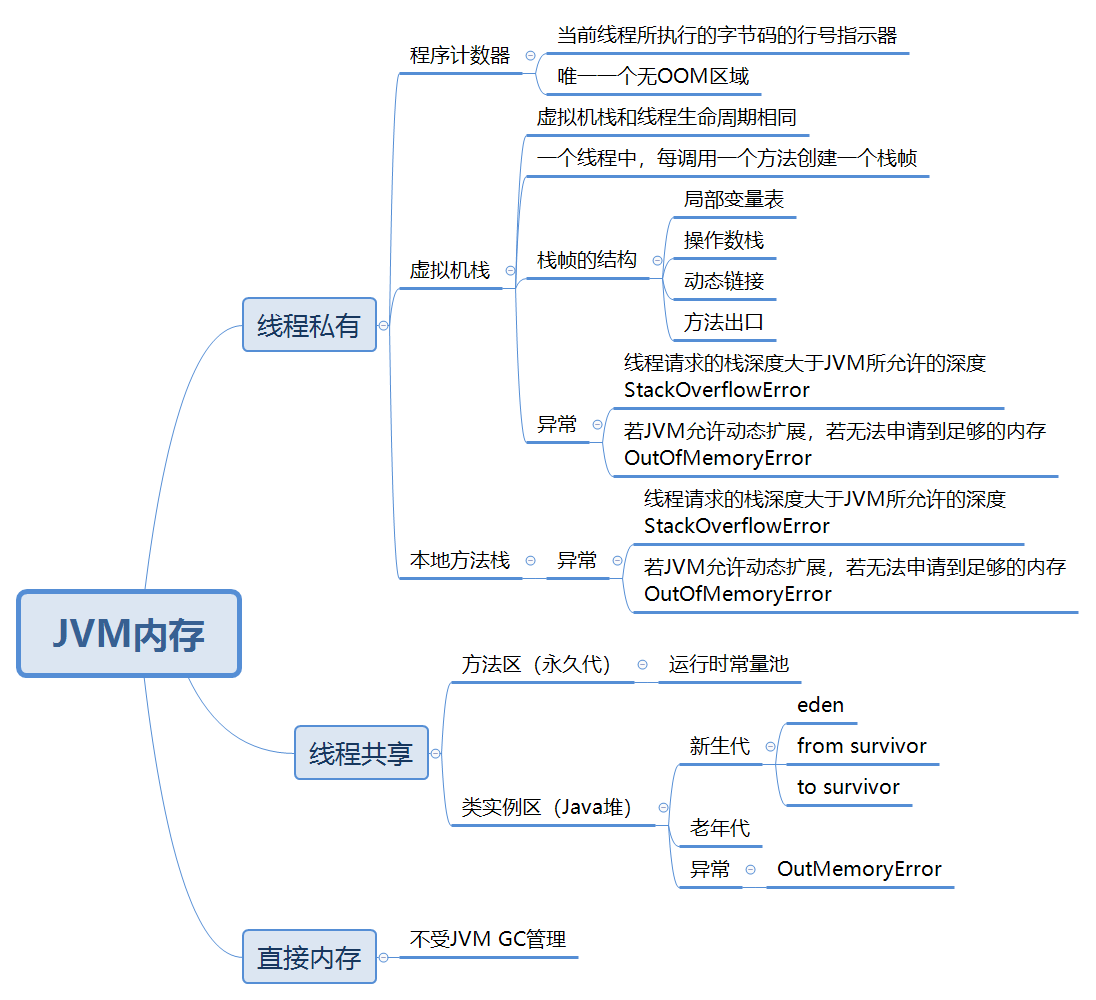 JVM内存
线程私有
程序计数器
当前线程所执行的字节码的行号指示器
唯一一个无OOM区域
虚拟机栈
虚拟机栈和线程生命周期相同
一个线程中，每调用一个方法创建一个栈帧
栈帧的结构
局部变量表
操作数栈
动态链接
方法出口
异常
线程请求的栈深度大于JVM所允许的深度
StackOverflowError
若JVM允许动态扩展，若无法申请到足够的内存
OutOfMemoryError
本地方法栈
异常
线程请求的栈深度大于JVM所允许的深度
StackOverflowError
若JVM允许动态扩展，若无法申请到足够的内存
OutOfMemoryError
线程共享
方法区（永久代）
运行时常量池
类实例区（Java堆）
新生代
eden
from survivor
to survivor
老年代
异常
OutMemoryError
直接内存
不受JVM GC管理